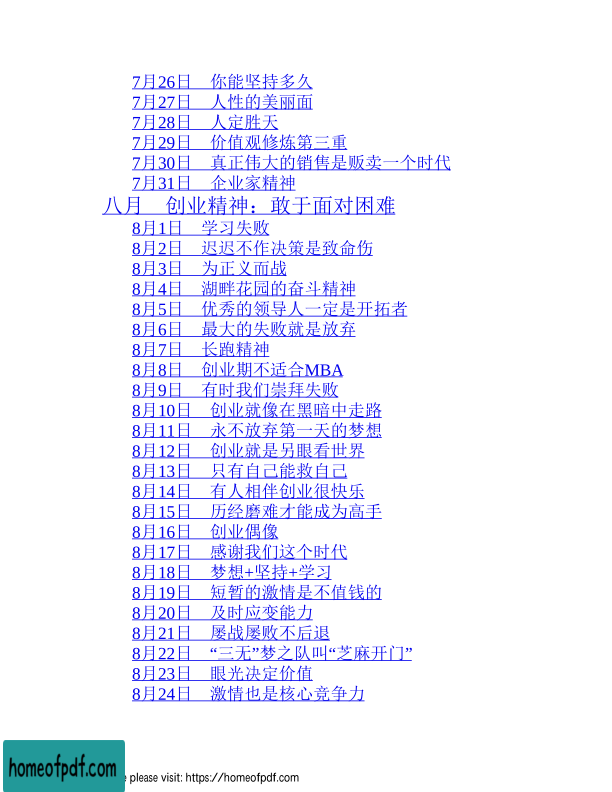 7月26日　你能坚持多久
7月27日　人性的美丽面
7月28日　人定胜天
7月29日　价值观修炼第三重
7月30日　真正伟大的销售是贩卖一个时代
7月31日　企业家精神
八月　创业精神：敢于面对困难
8月1日　学习失败
8月2日　迟迟不作决策是致命伤
8月3日　为正义而战
8月4日　湖畔花园的奋斗精神
8月5日　优秀的领导人一定是开拓者
8月6日　最大的失败就是放弃
8月7日　长跑精神
8月8日　创业期不适合MBA
8月9日　有时我们崇拜失败
8月10日　创业就像在黑暗中走路
8月11日　永不放弃第一天的梦想
8月12日　创业就是另眼看世界
8月13日　只有自己能救自己
8月14日　有人相伴创业很快乐
8月15日　历经磨难才能成为高手
8月16日　创业偶像
8月17日　感谢我们这个时代
8月18日　梦想+坚持+学习
8月19日　短暂的激情是不值钱的
8月20日　及时应变能力
8月21日　屡战屡败不后退
8月22日　“三无”梦之队叫“芝麻开门”
8月23日　眼光决定价值
8月24日　激情也是核心竞争力
homeofpdf.com
please visit: https://homeofpdf.com